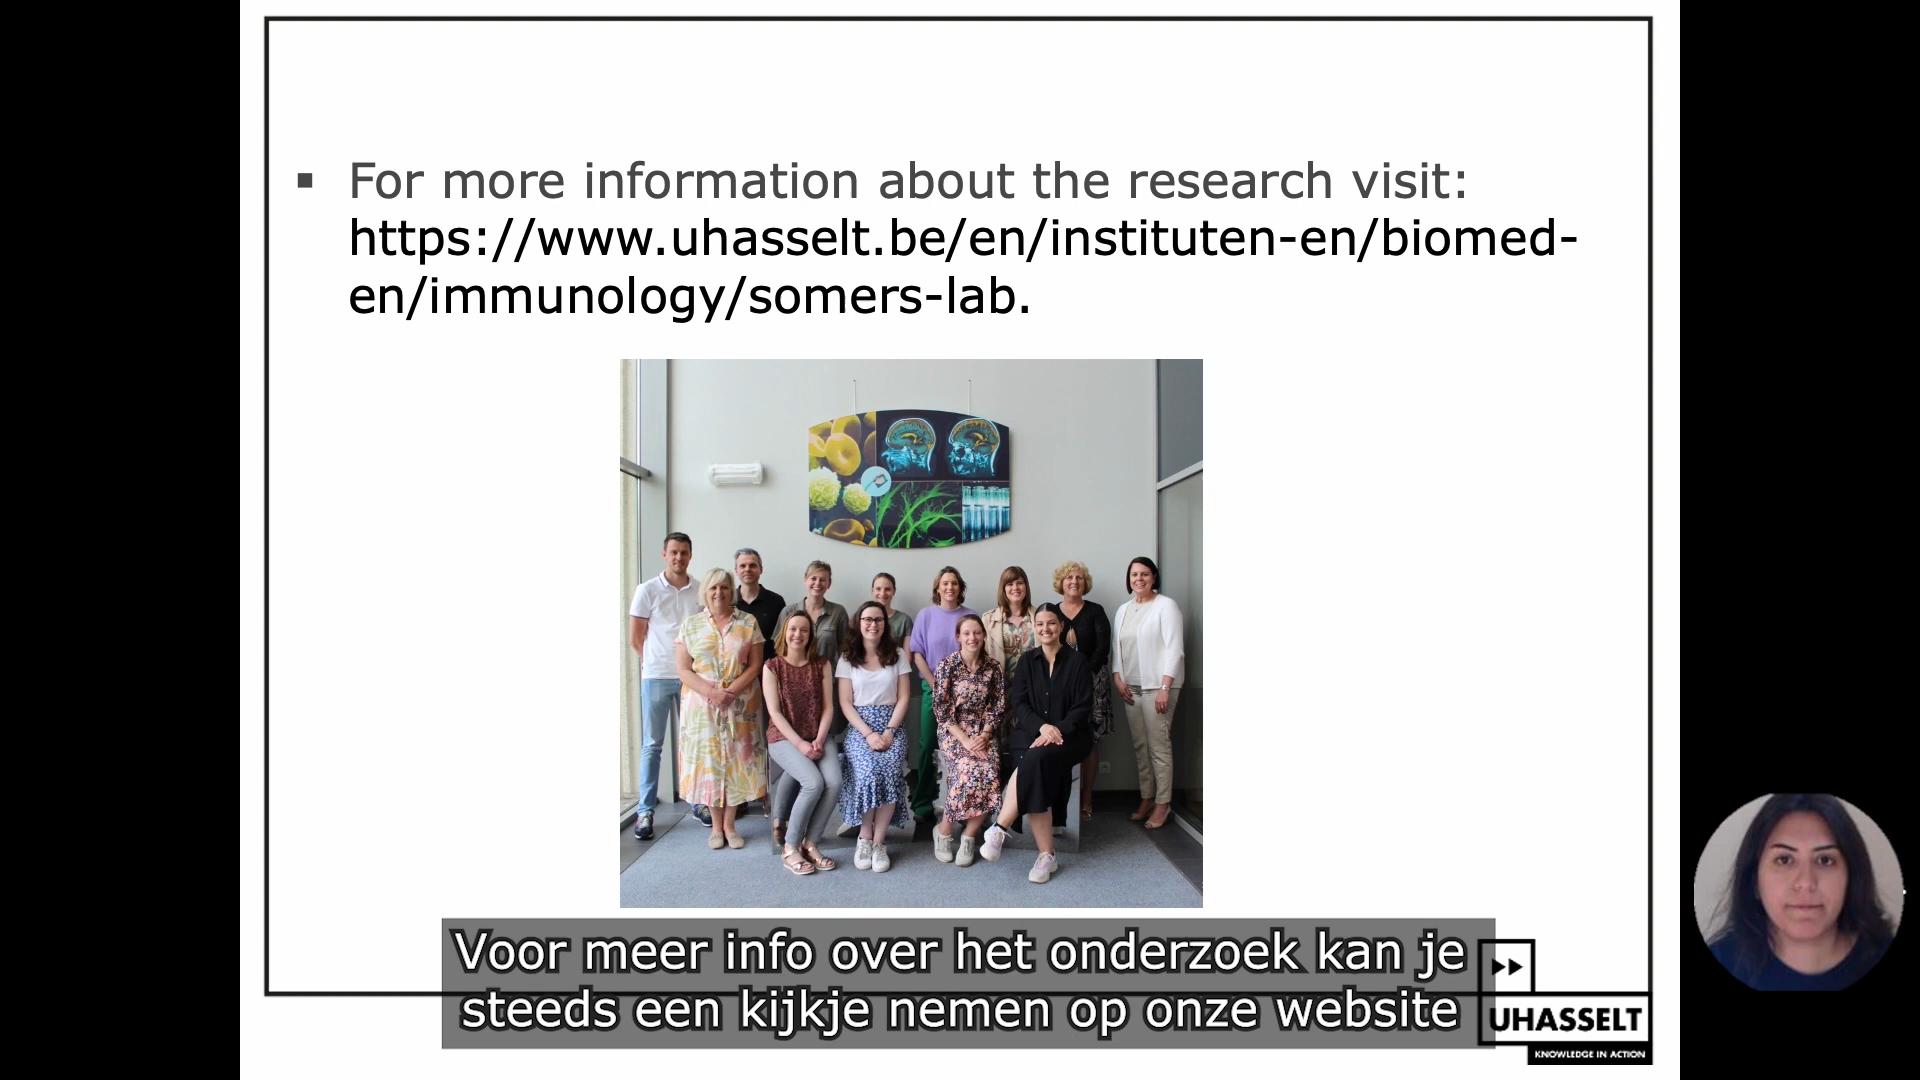 ▪ For more information about the research visit:
https://www.uhasselt.be/en/instituten-en/biomed-
en/immunology/somers-lab.
Voor meer info over het onderzoek kan je
steeds een kijkje nemen op onze website
UHASSELT
KNOWLEDGE IN ACTION